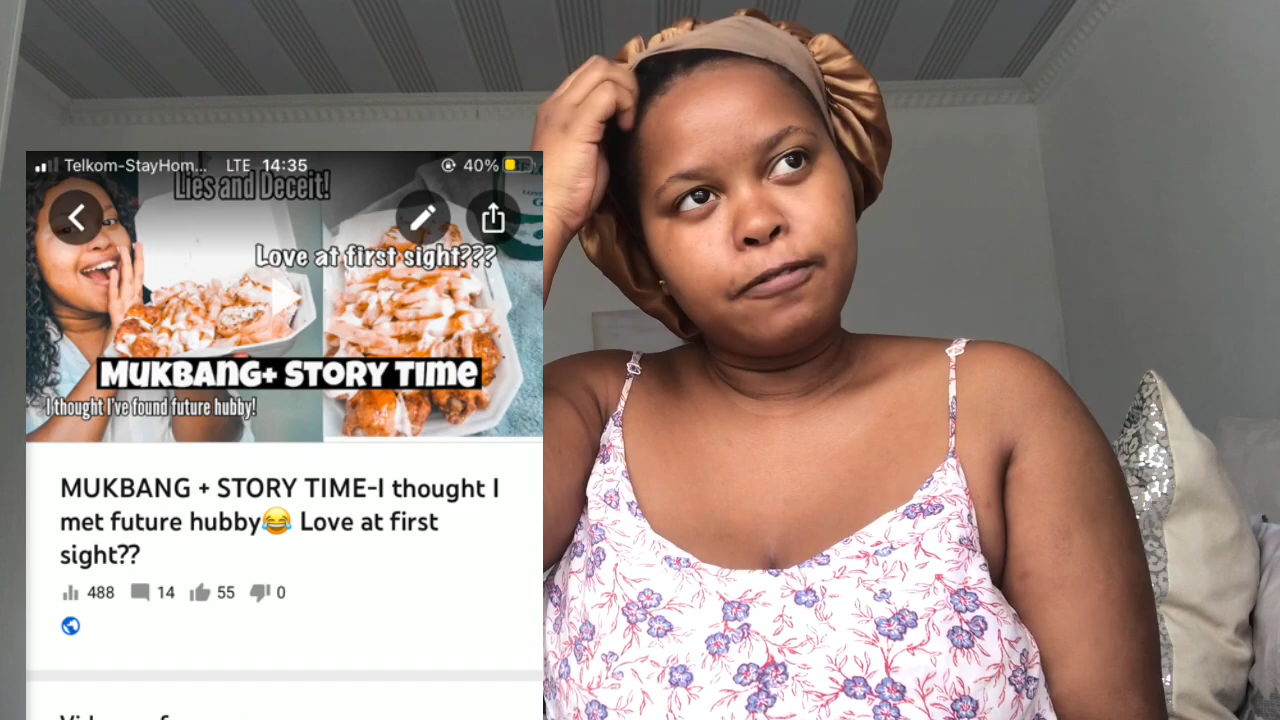 Telkom-StayHom... LTE 14:35 40%
Lies and Deceit!
Love at first sight???
MUKBANG+ STORY TIME
I thought I've found future hubby!
MUKBANG + STORY TIME-I thought I
met future hubby😂 Love at first
sight??
488 14 55 0